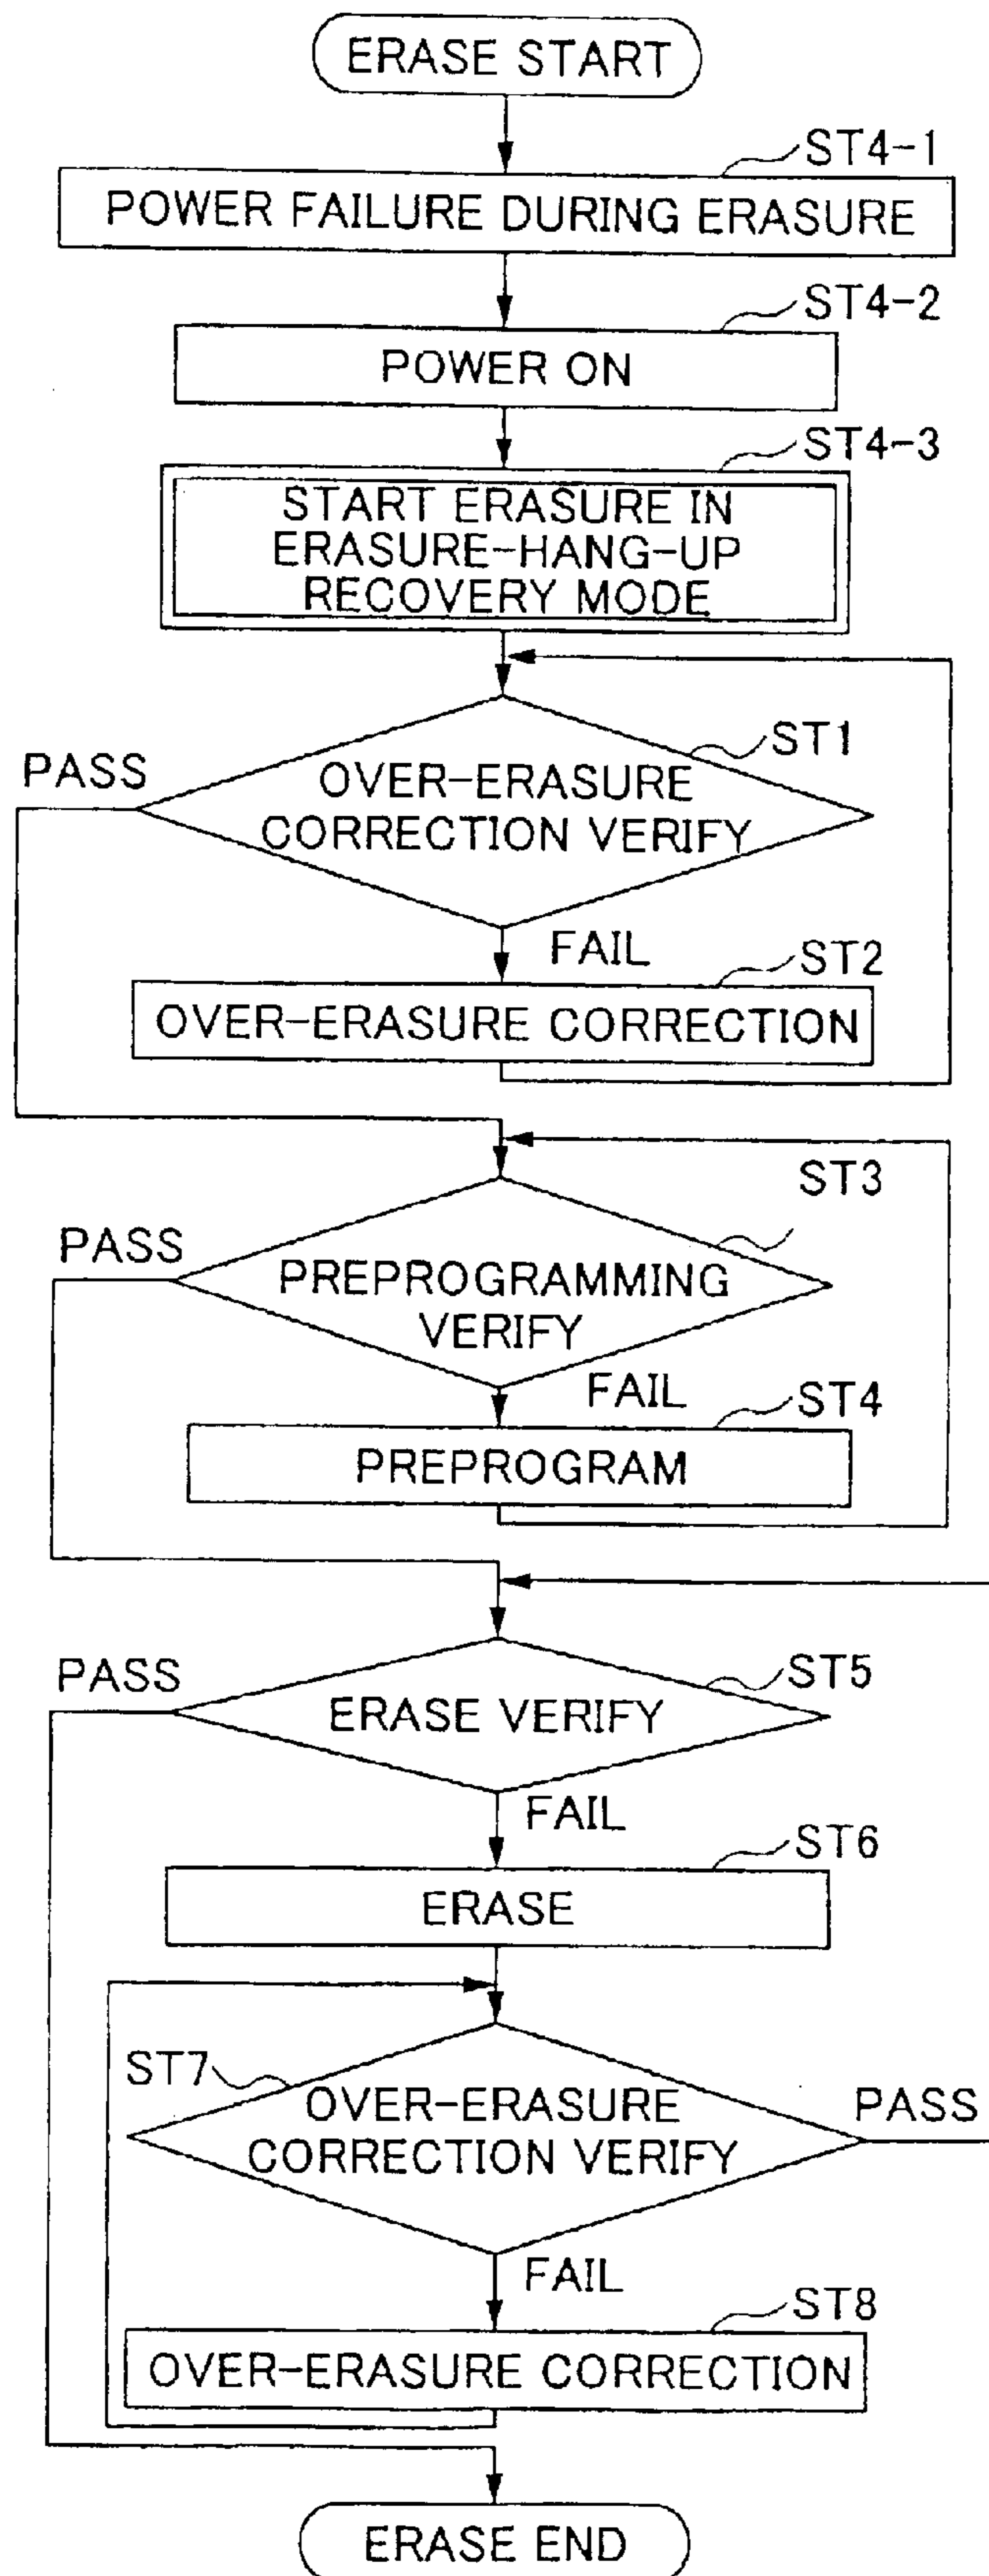 ERASE START
ST4-1
POWER FAILURE DURING ERASURE
ST4-2
POWER ON
ST4-3
START ERASURE IN
ERASURE-HANG-UP
RECOVERY MODE
ST1
PASS
OVER-ERASURE
CORRECTION VERIFY
FAIL
ST2
OVER-ERASURE CORRECTION
ST3
PASS
PREPROGRAMMING
VERIFY
FAIL
ST4
PREPROGRAM
PASS
ST5
ERASE VERIFY
FAIL
ST6
ERASE
ST7
OVER-ERASURE
PASS
CORRECTION VERIFY
FAIL
ST8
OVER-ERASURE CORRECTION
ERASE END